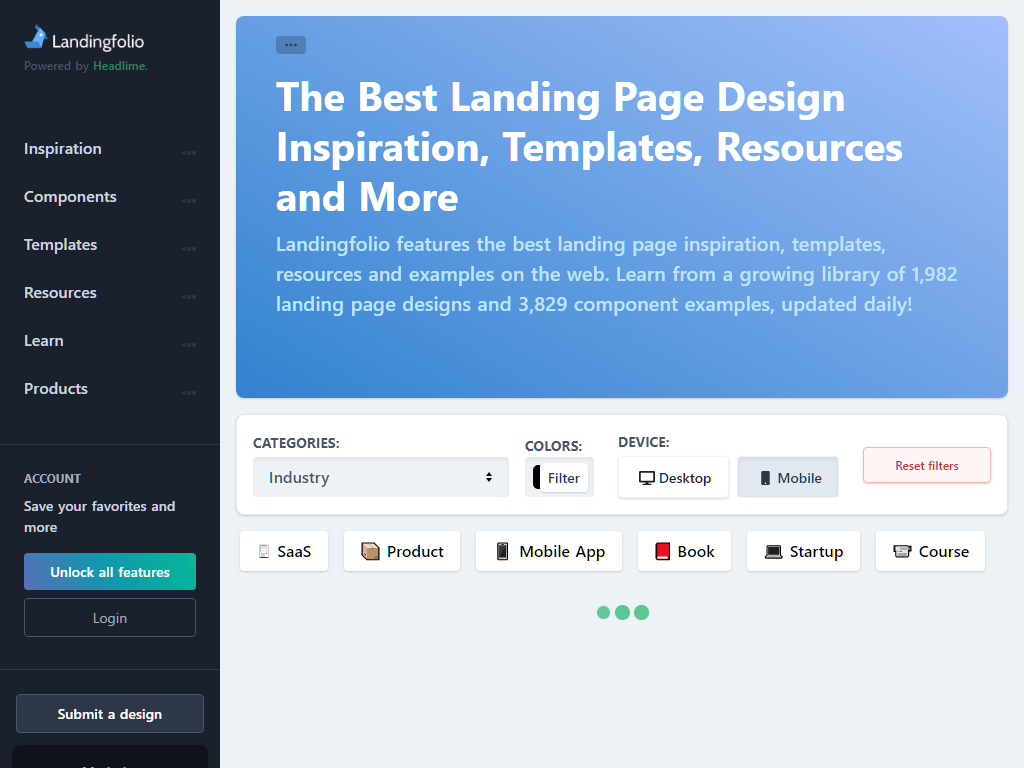 Landingfolio
Powered by Headlime.
Inspiration
Components
Templates
Resources
Learn
Products
ACCOUNT
Save your favorites and
more
Unlock all features
Login
Submit a design
The Best Landing Page Design
Inspiration, Templates, Resources
and More
Landingfolio features the best landing page inspiration, templates,
resources and examples on the web. Learn from a growing library of 1,982
landing page designs and 3,829 component examples, updated daily!
CATEGORIES:
Industry
COLORS:
Filter
DEVICE:
Desktop
Mobile
Reset filters
SaaS
Product
Mobile App
Book
Startup
Course